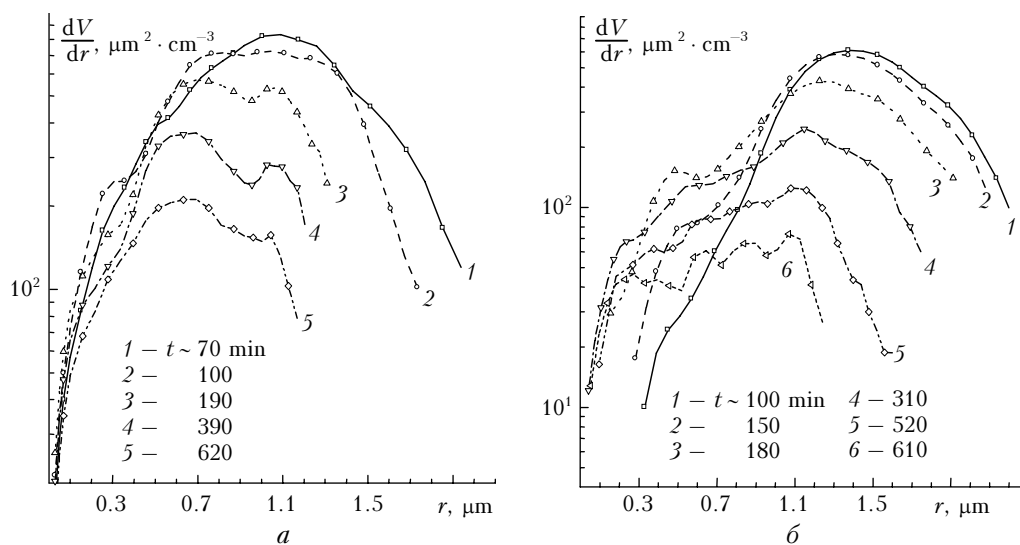 dV/dr, μm² · cm⁻³
10²
1
2
3
4
5
1 – t ~ 70 min
2 – 100
3 – 190
4 – 390
5 – 620
0.3 0.7 1.1 1.5 r, μm
а
dV/dr, μm² · cm⁻³
10²
10¹
1
2
3
4
5
6
1 – t ~ 100 min 4 – 310
2 – 150 5 – 520
3 – 180 6 – 610
0.3 0.7 1.1 1.5 r, μm
б